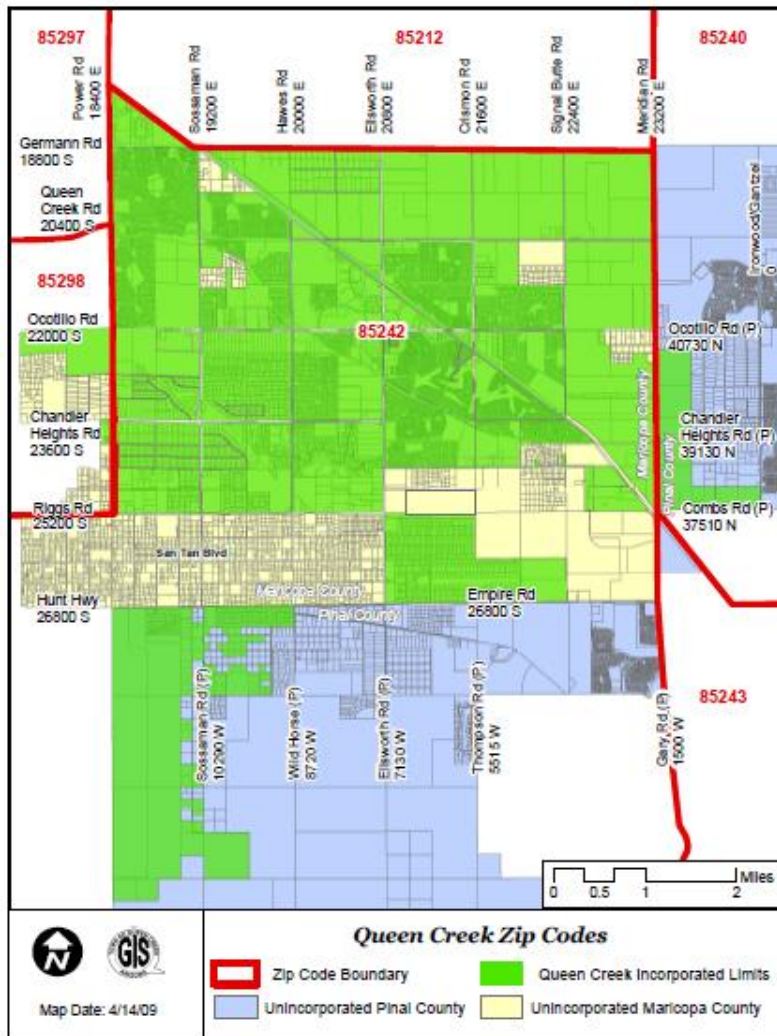 85297
85212
85240
Power Rd
18400 E
Sossaman Rd
19200 E
Hawes Rd
20000 E
Ellsworth Rd
20800 E
Crismon Rd
21600 E
Signal Butte Rd
22400 E
Meridian Rd
23200 E
Germann Rd
18800 S
Queen
Creek Rd
20400 S
Ironwood/Gantzel
0
85298
85242
Ocotillo Rd
22000 S
Ocotillo Rd (P)
40730 N
Chandler
Heights Rd
23600 S
Maricopa County
Pinal County
Chandler
Heights Rd (P)
39130 N
Riggs Rd
25200 S
Combs Rd (P)
37510 N
San Tan Blvd
Maricopa County
Pinal County
Hunt Hwy
26800 S
Empire Rd
26800 S
85243
Sossaman Rd (P)
10290 W
Wild Horse (P)
8720 W
Ellsworth Rd (P)
7130 W
Thompson Rd (P)
5515 W
Gary Rd (P)
1500 W
Miles
0 0.5 1 2
N
GIS
Map Date: 4/14/09
Queen Creek Zip Codes
Zip Code Boundary
Queen Creek Incorporated Limits
Unincorporated Pinal County
Unincorporated Maricopa County